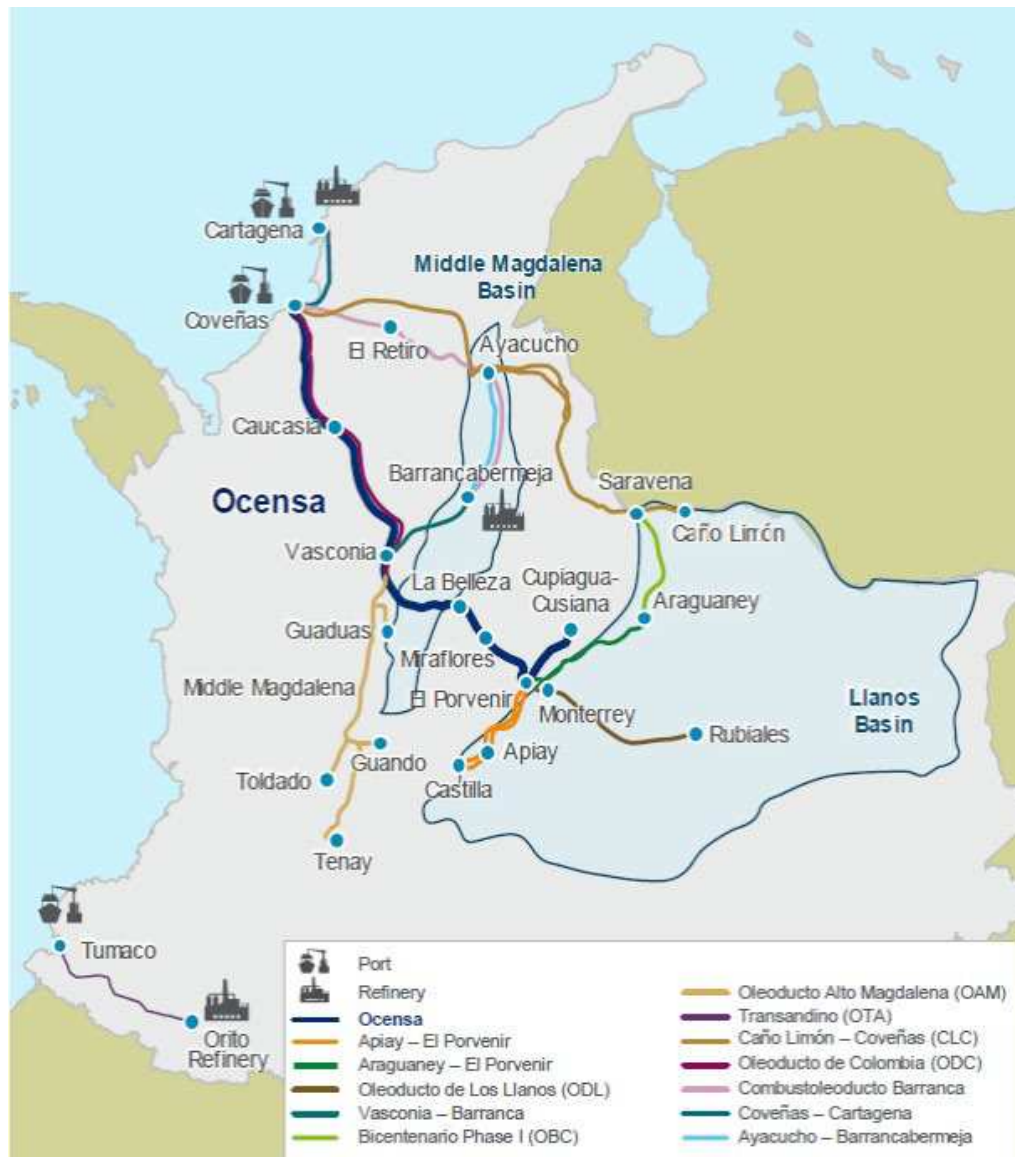 Cartagena
Middle Magdalena
Basin
Coveñas
El Retiro
Ayacucho
Caucasia
Barrancabermeja
Saravena
Ocensa
Caño Limón
Vasconia
La Belleza
Cupiagua-
Cusiana
Araguaney
Guaduas
Miraflores
Middle Magdalena
El Porvenir
Monterrey
Llanos
Basin
Rubiales
Guando
Apiay
Toldado
Castilla
Tenay
Tumaco
Orito
Refinery
Port
Refinery
Ocensa
Apiay – El Porvenir
Araguaney – El Porvenir
Oleoducto de Los Llanos (ODL)
Vasconia – Barranca
Bicentenario Phase I (OBC)
Oleoducto Alto Magdalena (OAM)
Transandino (OTA)
Caño Limón – Coveñas (CLC)
Oleoducto de Colombia (ODC)
Combustoleoducto Barranca
Coveñas – Cartagena
Ayacucho – Barrancabermeja